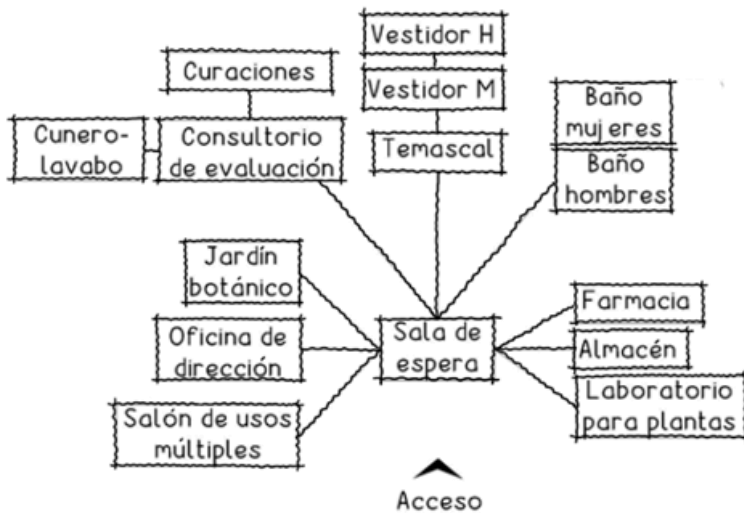 Vestidor H
Curaciones
Vestidor M
Baño
mujeres
Cunero-
lavabo
Consultorio
de evaluación
Temascal
Baño
hombres
Jardín
botánico
Farmacia
Oficina de
dirección
Sala de
espera
Almacén
Salón de usos
múltiples
Laboratorio
para plantas
Acceso